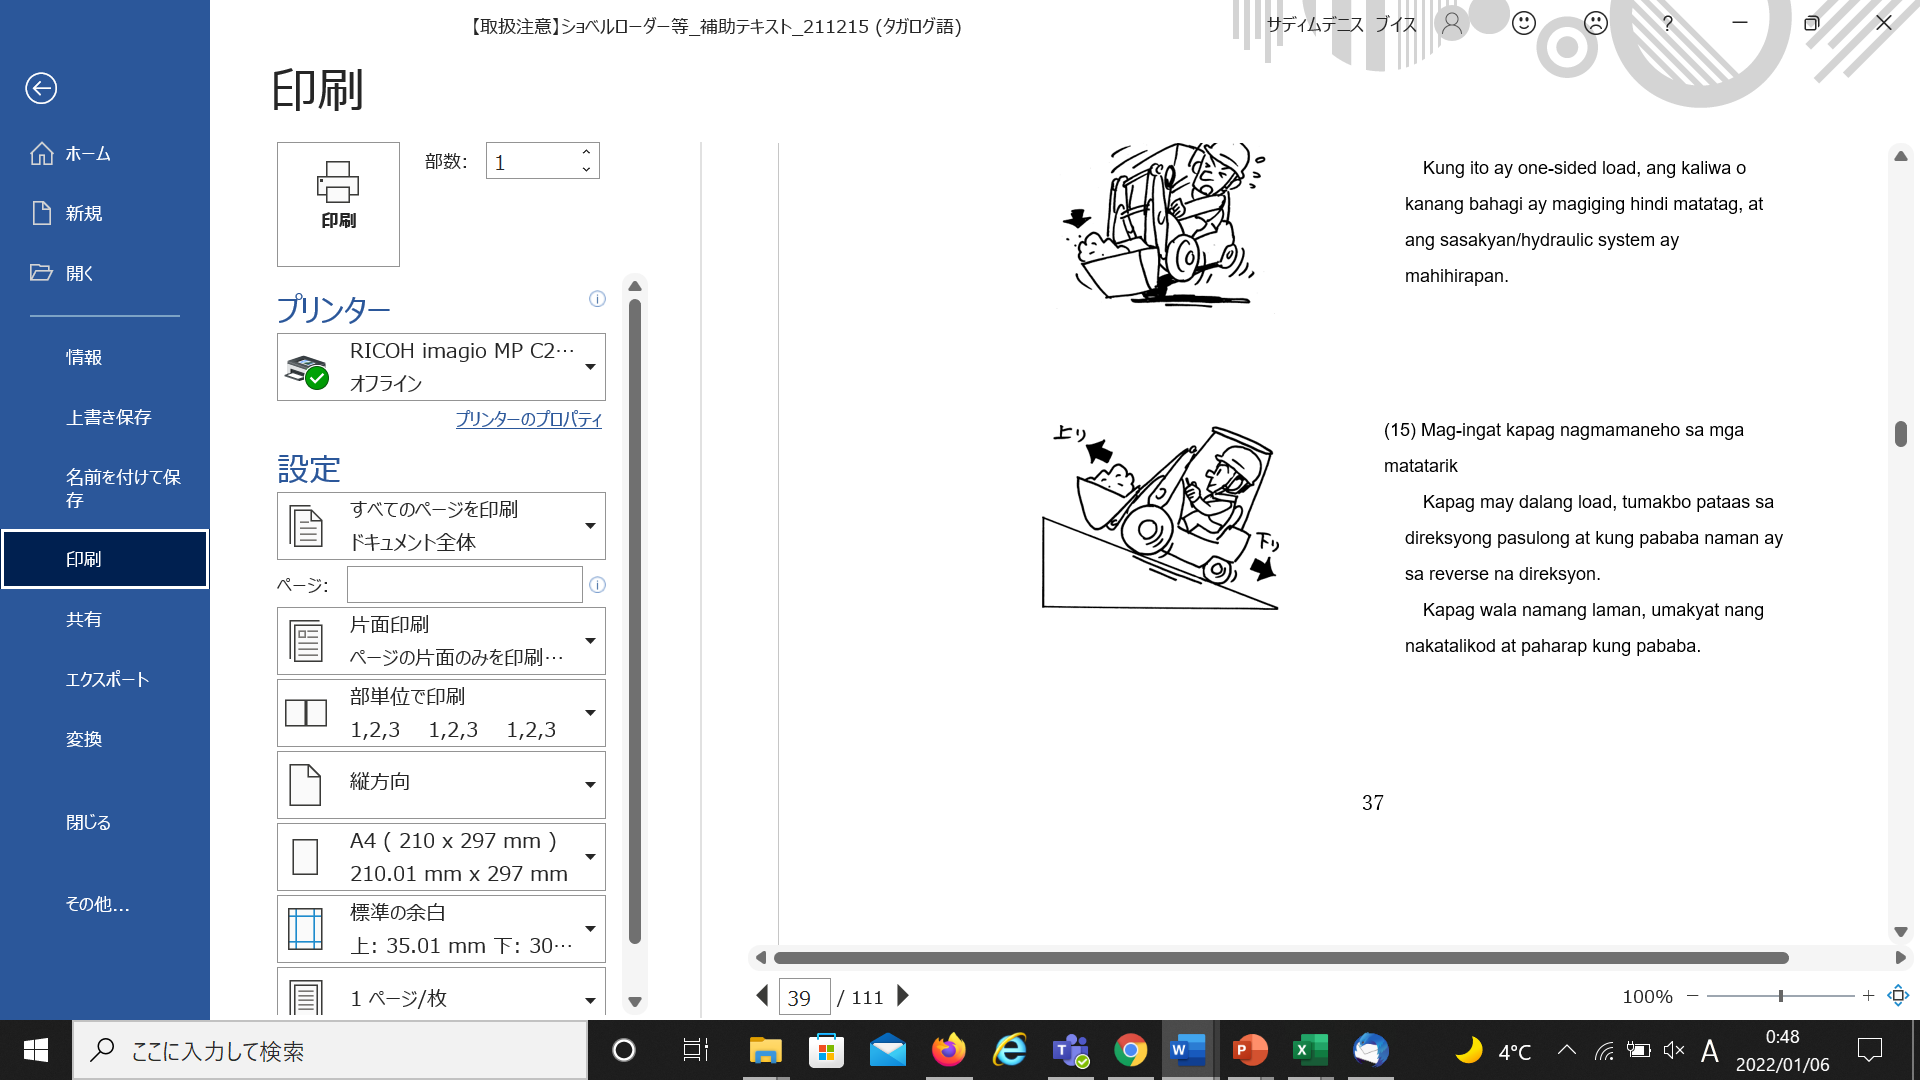 【取扱注意】ショベルローダー等_補助テキスト_211215 (タガログ語)
サディムデニス ブイス
?
印刷
ホーム
新規
開く
情報
上書き保存
名前を付けて保
存
印刷
共有
エクスポート
変換
閉じる
その他...
印刷
部数:
1
プリンター
RICOH imagio MP C2…
オフライン
プリンターのプロパティ
設定
すべてのページを印刷
ドキュメント全体
ページ:
片面印刷
ページの片面のみを印刷…
部単位で印刷
1,2,3 1,2,3 1,2,3
縦方向
A4 ( 210 x 297 mm )
210.01 mm x 297 mm
標準の余白
上: 35.01 mm 下: 30…
1 ページ/枚
Kung ito ay one-sided load, ang kaliwa o
kanang bahagi ay magiging hindi matatag, at
ang sasakyan/hydraulic system ay
mahihirapan.
上り
下り
(15) Mag-ingat kapag nagmamaneho sa mga
matatarik
Kapag may dalang load, tumakbo pataas sa
direksyong pasulong at kung pababa naman ay
sa reverse na direksyon.
Kapag wala namang laman, umakyat nang
nakatalikod at paharap kung pababa.
37
39 / 111
100%
ここに入力して検索
4°C
A
0:48
2022/01/06